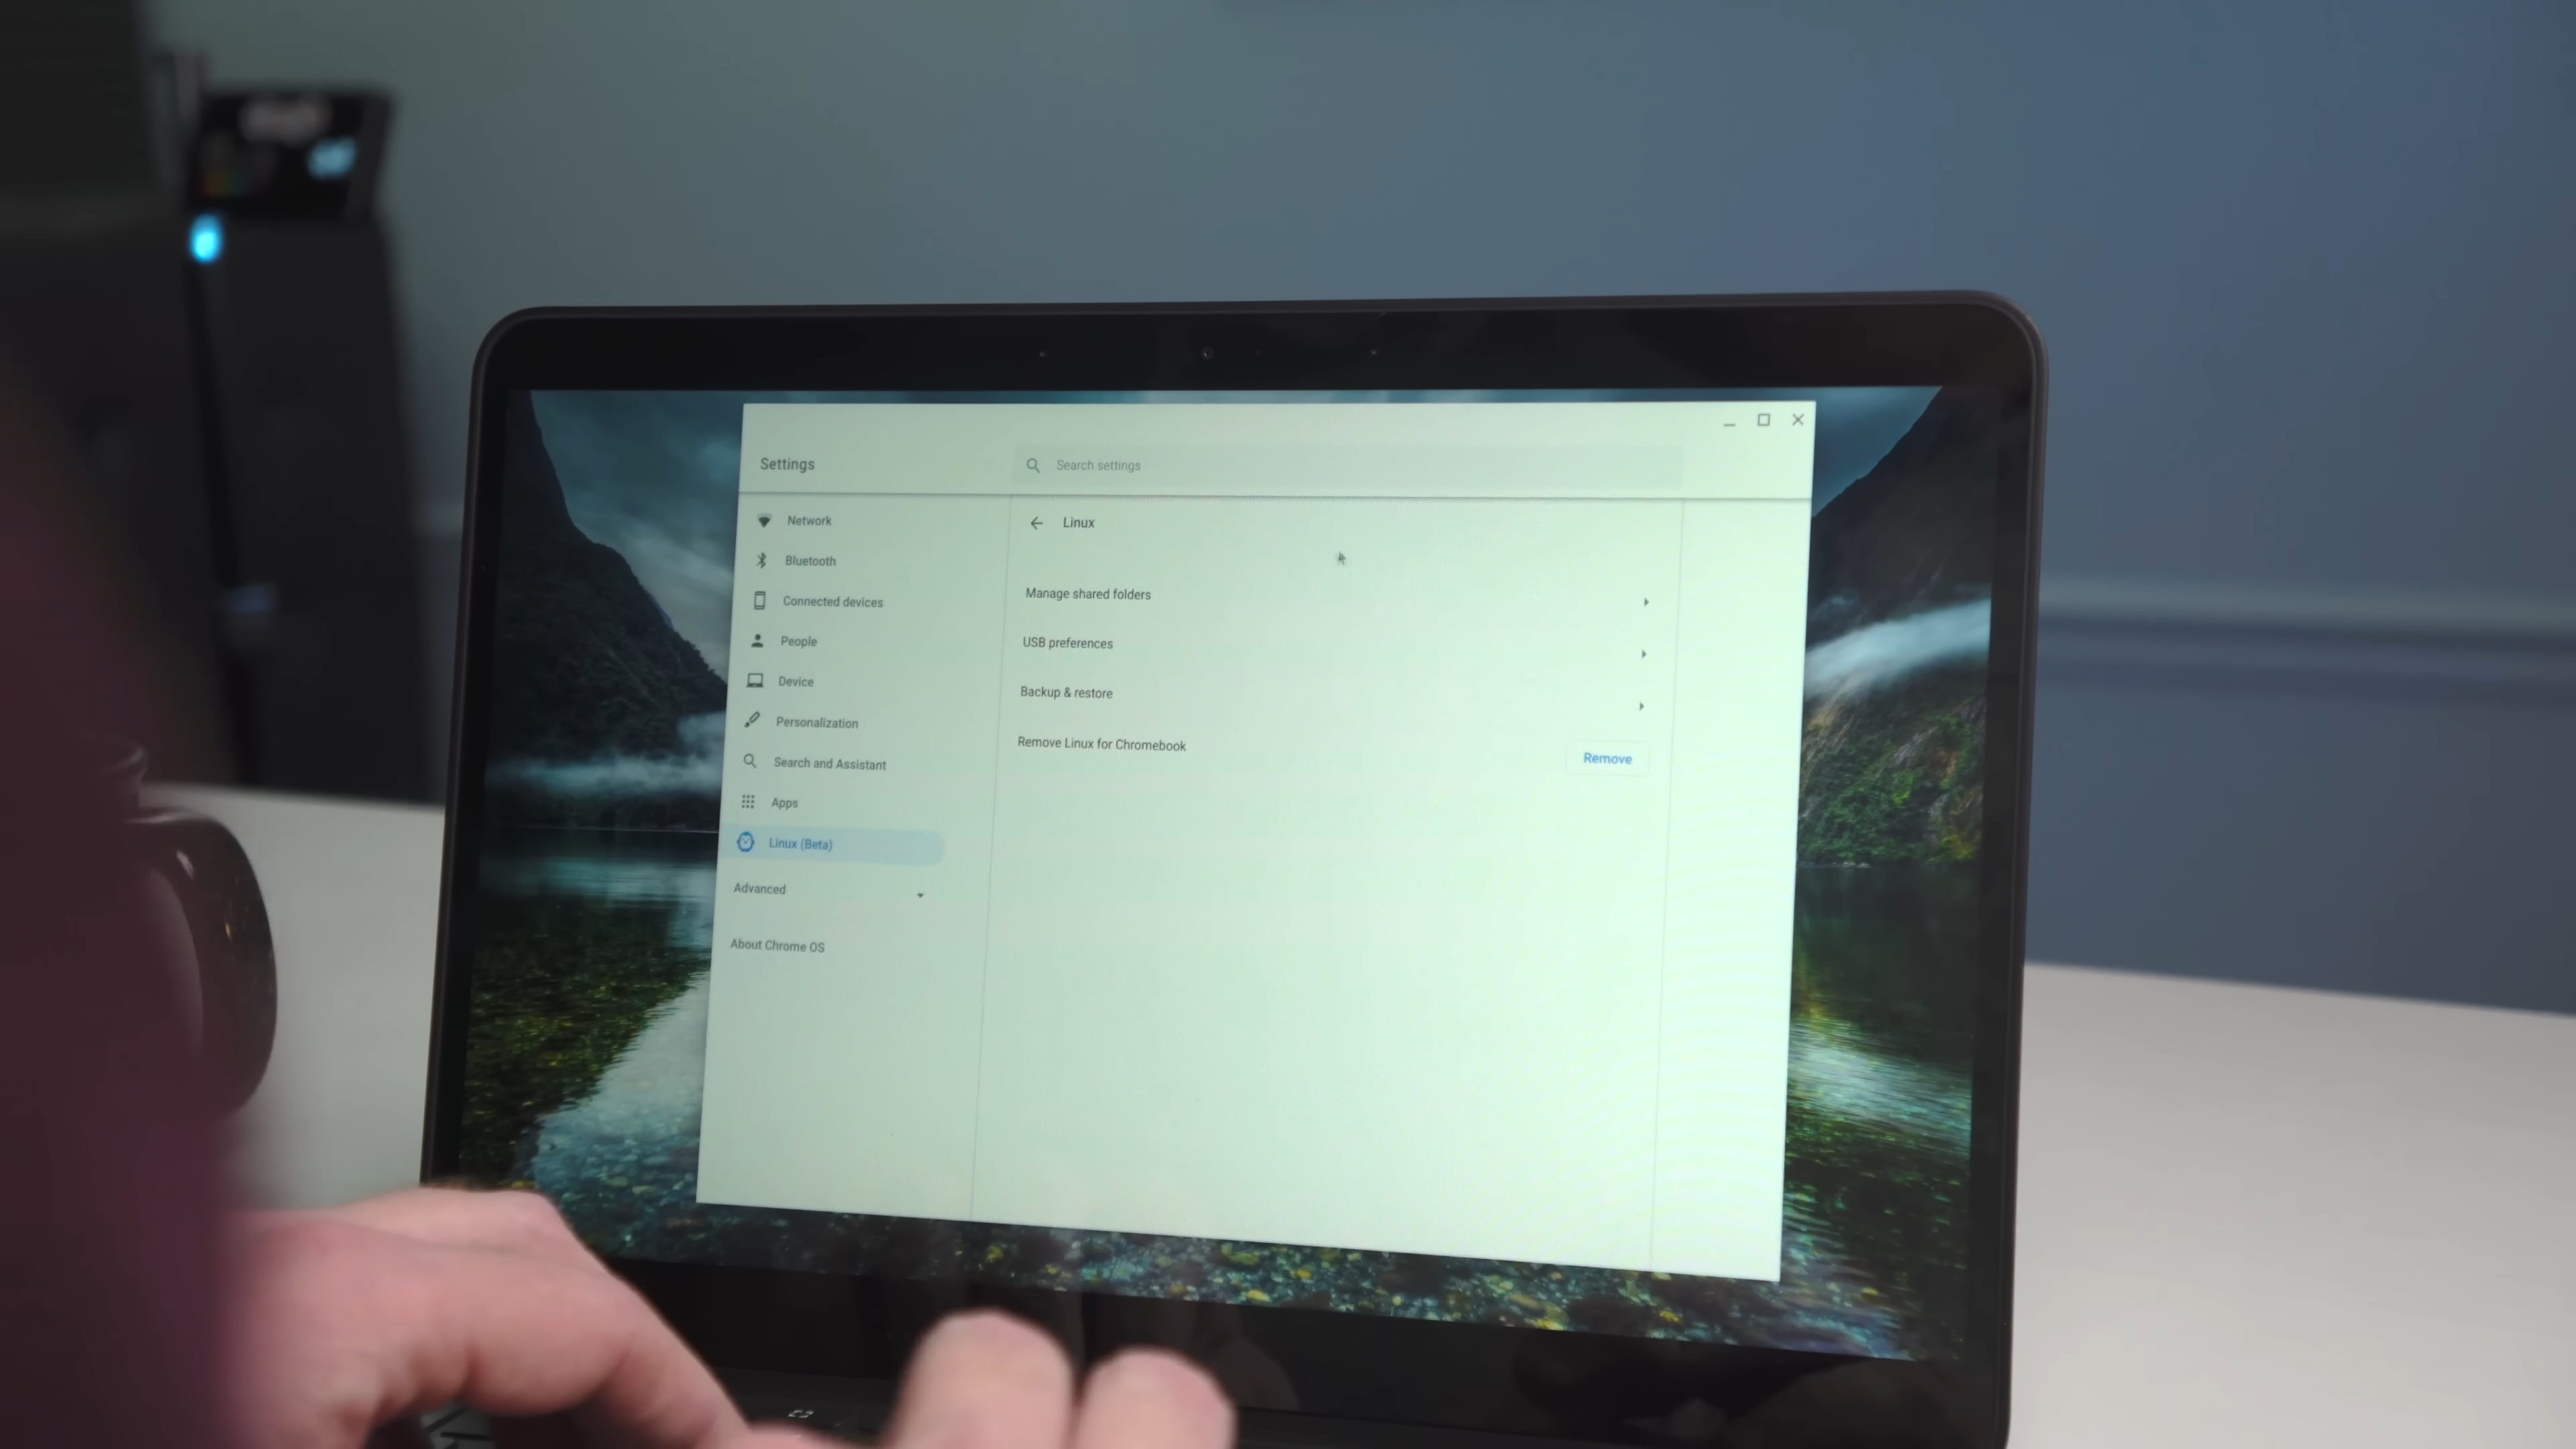 Settings
Search settings
Network
Bluetooth
Connected devices
People
Device
Personalization
Search and Assistant
Apps
Linux (Beta)
Advanced
About Chrome OS
Linux
Manage shared folders
USB preferences
Backup & restore
Remove Linux for Chromebook
Remove